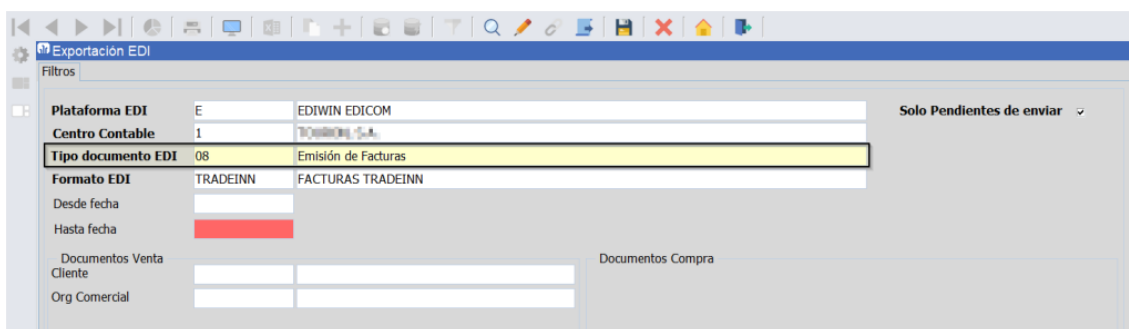 Exportación EDI
Filtros
Plataforma EDI E EDIWIN EDICOM Solo Pendientes de enviar
Centro Contable 1
Tipo documento EDI 08 Emisión de Facturas
Formato EDI TRADEINN FACTURAS TRADEINN
Desde fecha
Hasta fecha
Documentos Venta Documentos Compra
Cliente
Org Comercial